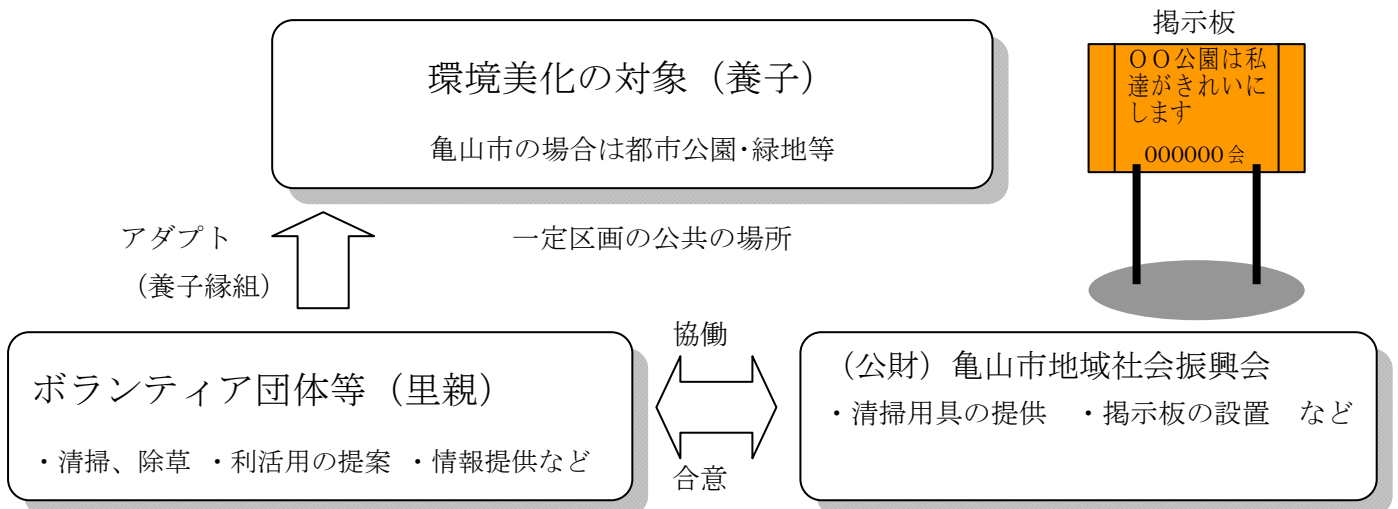 掲示板
〇〇公園は私
達がきれいに
します
000000会
環境美化の対象（養子）
亀山市の場合は都市公園・緑地等
アダプト
（養子縁組）
一定区画の公共の場所
ボランティア団体等（里親）
・清掃、除草 ・利活用の提案 ・情報提供など
協働
合意
（公財）亀山市地域社会振興会
・清掃用具の提供　・掲示板の設置　など